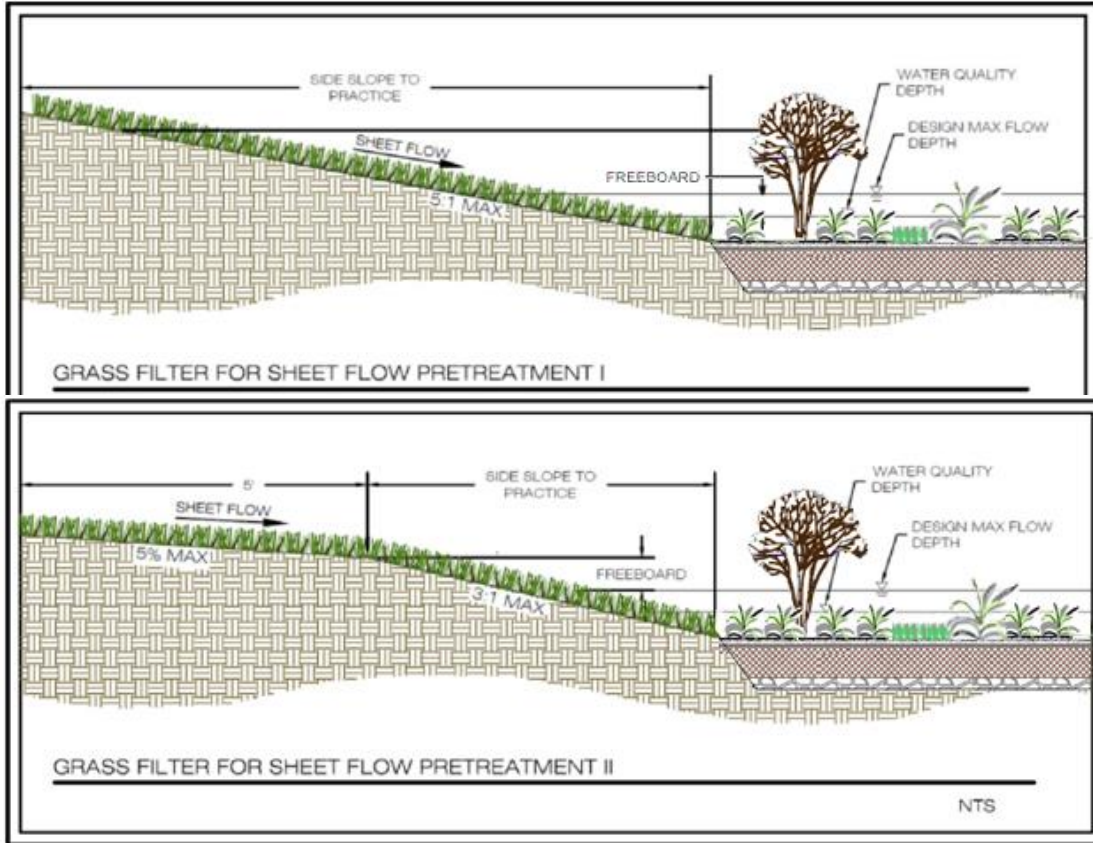 SIDE SLOPE TO
PRACTICE
WATER QUALITY
DEPTH
SHEET FLOW
DESIGN MAX FLOW
DEPTH
FREEBOARD
5:1 MAX.
GRASS FILTER FOR SHEET FLOW PRETREATMENT I
5'
SIDE SLOPE TO
PRACTICE
WATER QUALITY
DEPTH
SHEET FLOW
DESIGN MAX FLOW
DEPTH
5% MAX
FREEBOARD
3:1 MAX.
GRASS FILTER FOR SHEET FLOW PRETREATMENT II
NTS